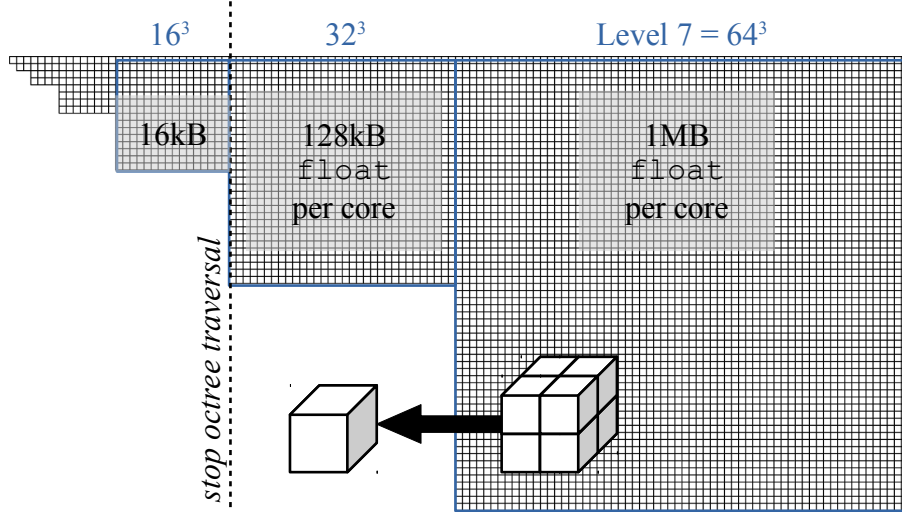 16³
32³
Level 7 = 64³
16kB
128kB
float
per core
1MB
float
per core
stop octree traversal